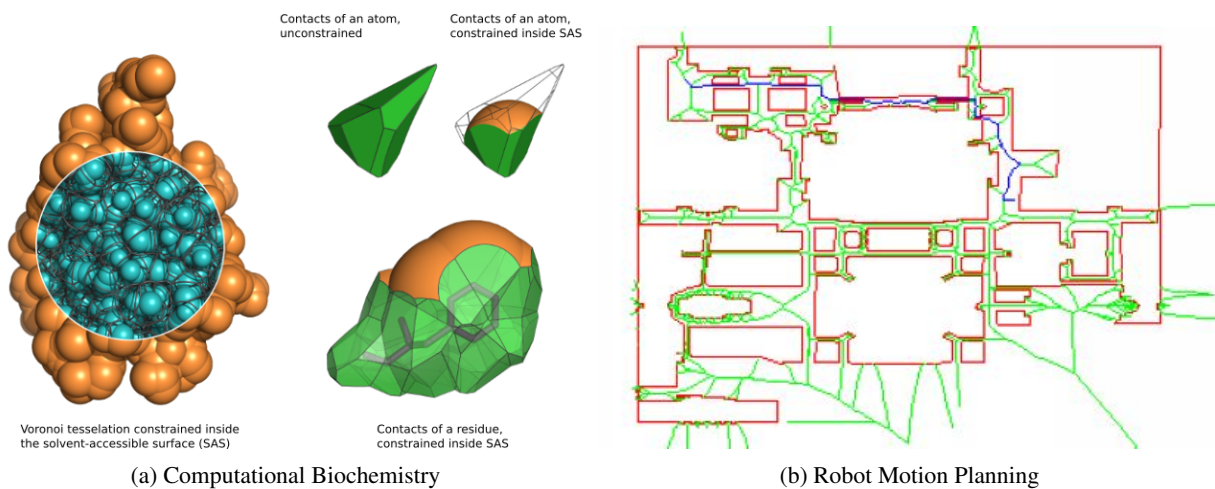 Contacts of an atom,
unconstrained
Contacts of an atom,
constrained inside SAS
Voronoi tesselation constrained inside
the solvent-accessible surface (SAS)
Contacts of a residue,
constrained inside SAS
(a) Computational Biochemistry
(b) Robot Motion Planning